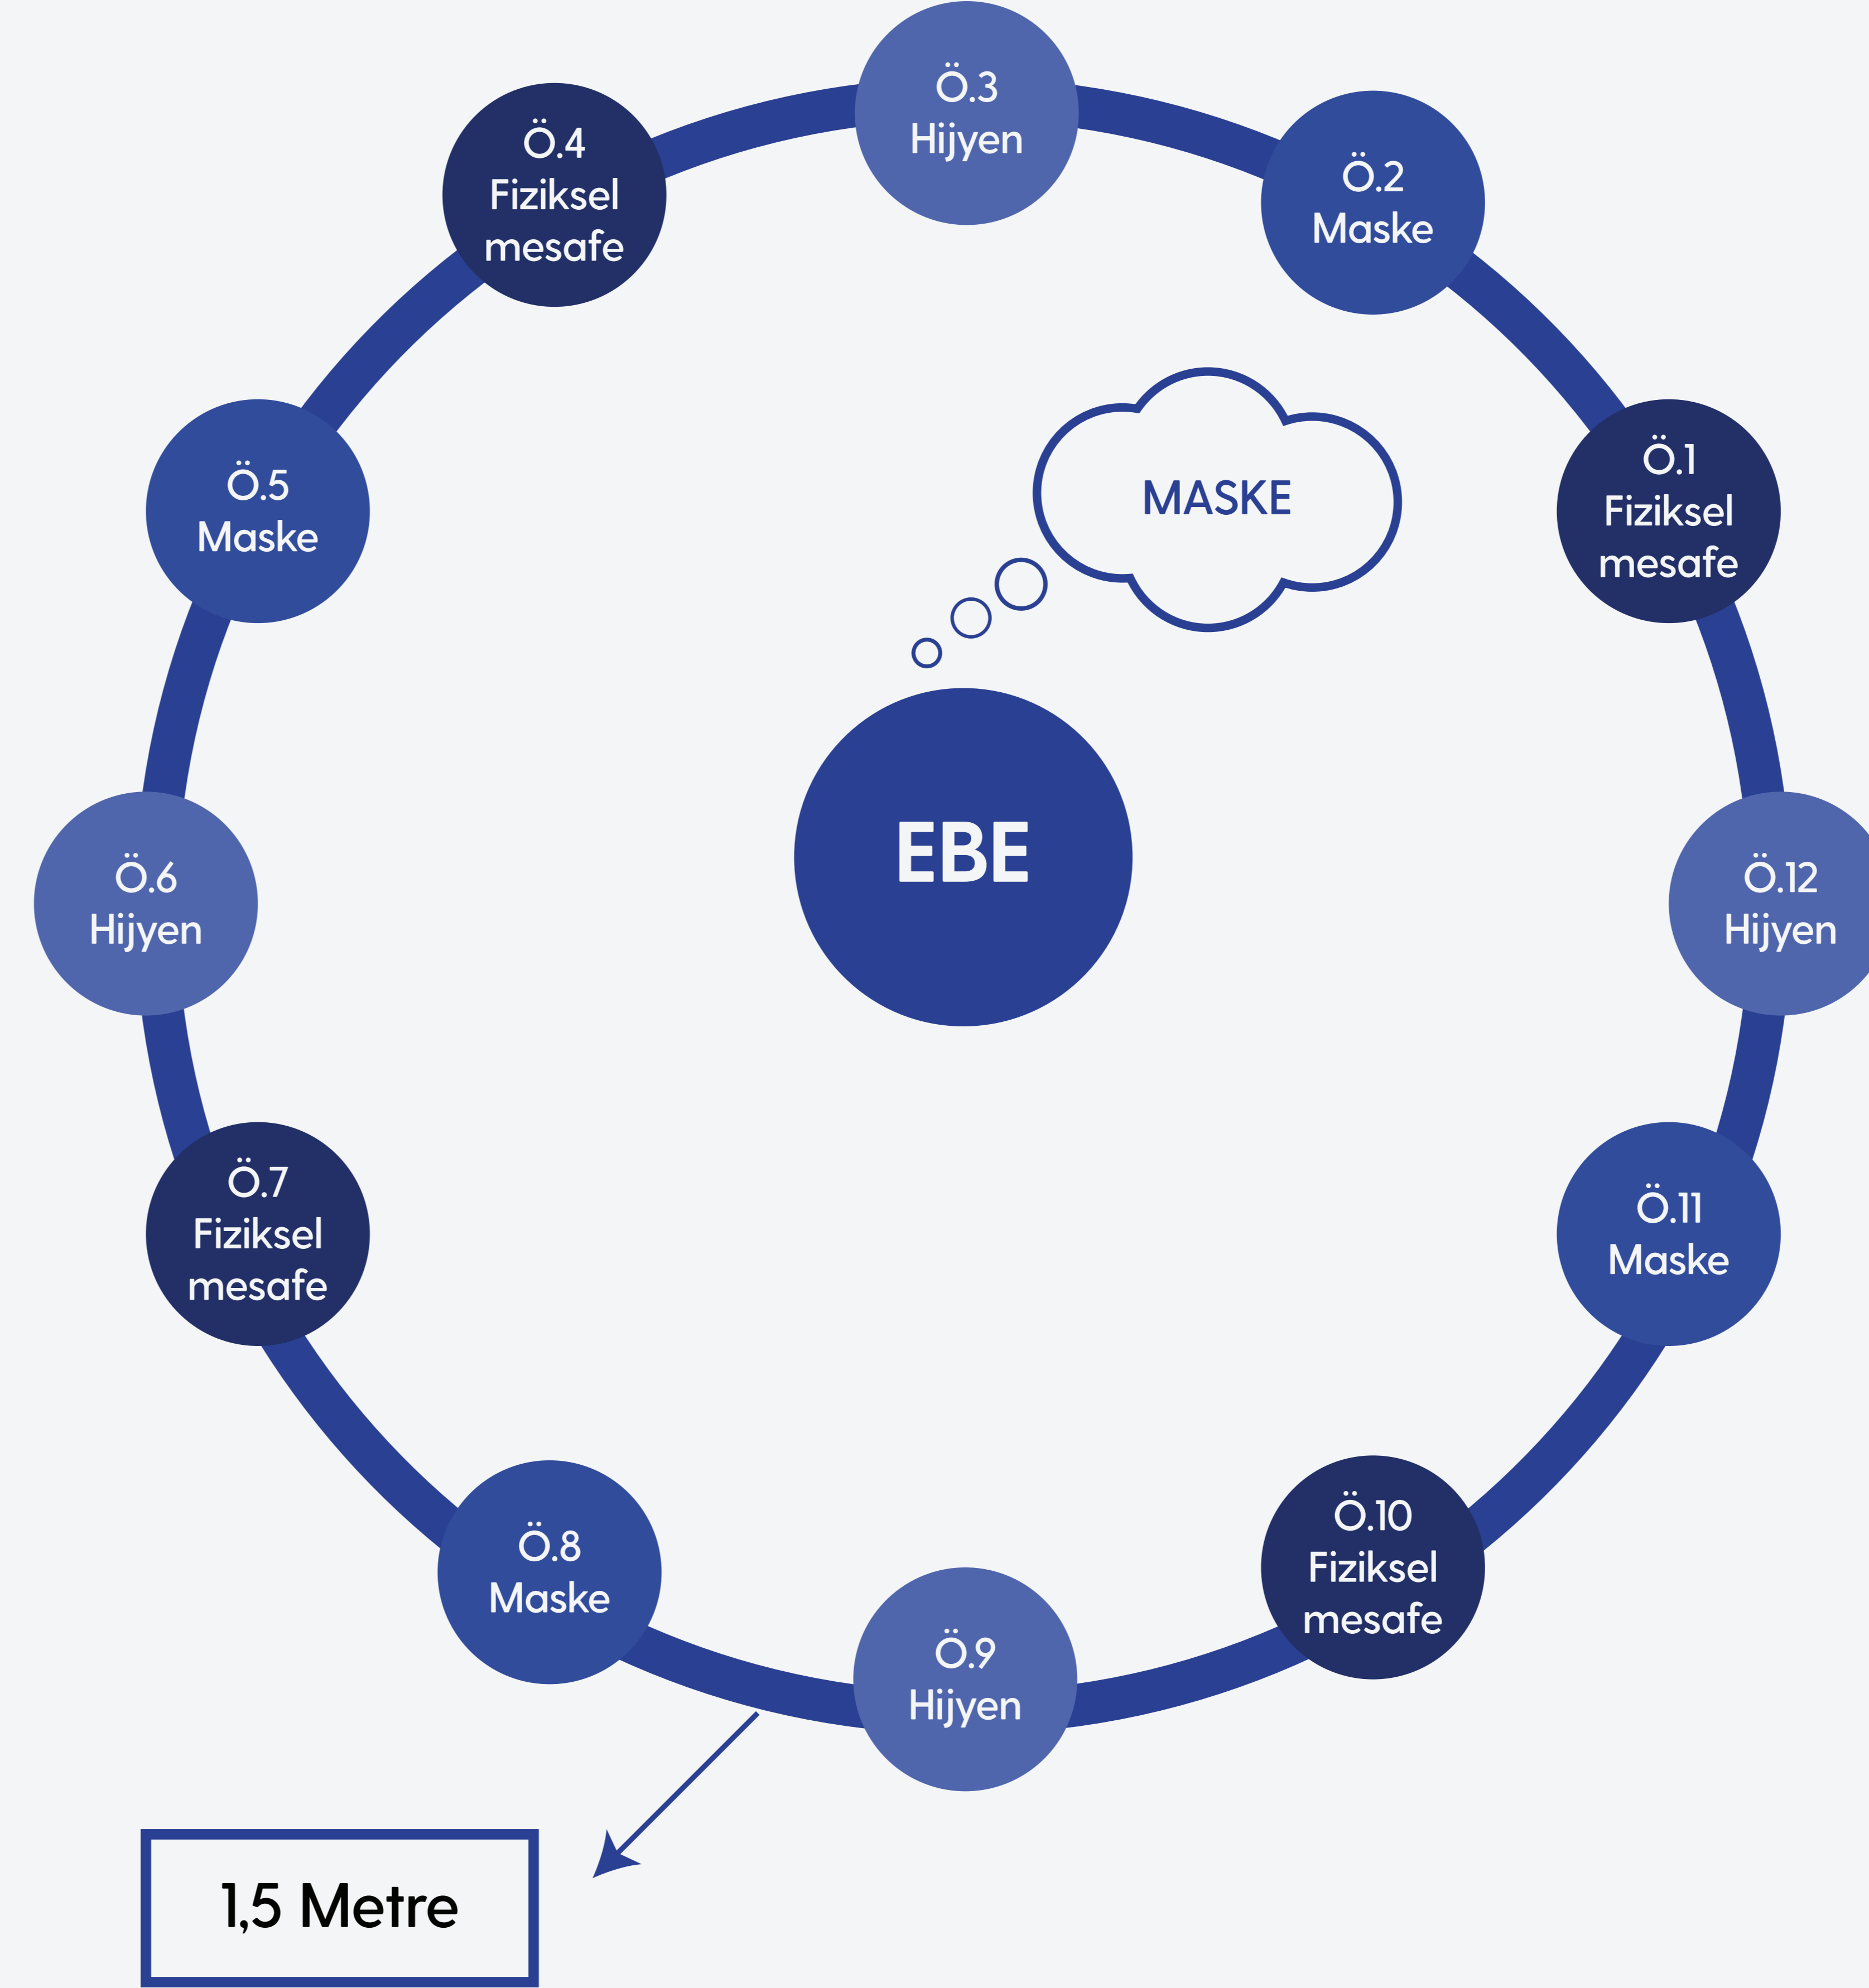 Ö.3
Hijyen
Ö.4
Fiziksel
mesafe
Ö.2
Maske
Ö.1
Fiziksel
mesafe
Ö.5
Maske
MASKE
EBE
Ö.6
Hijyen
Ö.12
Hijyen
Ö.7
Fiziksel
mesafe
Ö.11
Maske
Ö.10
Fiziksel
mesafe
Ö.8
Maske
Ö.9
Hijyen
1,5 Metre